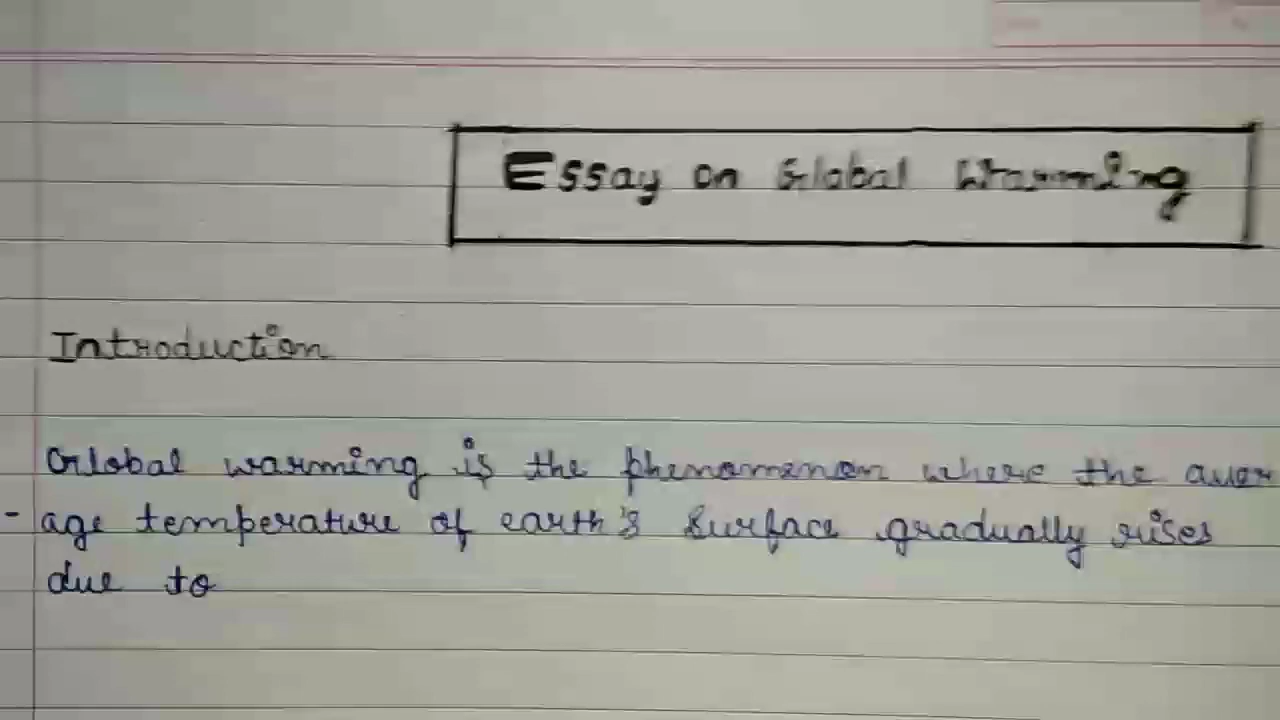 Essay on Global Warming
Introduction
Global warming is the phenomenon where the aver
-age temperature of earth's surface gradually rises
due to